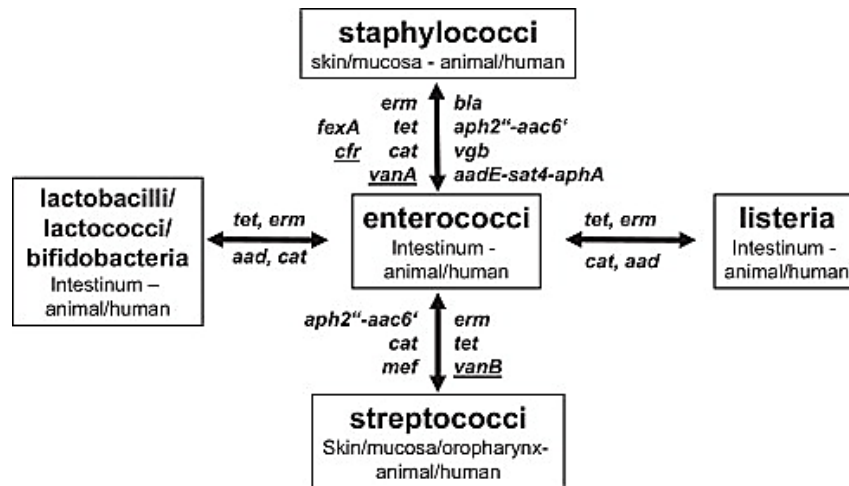 staphylococci
skin/mucosa - animal/human
erm bla
fexA tet aph2“-aac6‘
cfr cat vgb
vanA aadE-sat4-aphA
lactobacilli/
lactococci/
bifidobacteria
Intestinum –
animal/human
tet, erm
aad, cat
enterococci
Intestinum -
animal/human
tet, erm
cat, aad
listeria
Intestinum -
animal/human
aph2“-aac6‘ erm
cat tet
mef vanB
streptococci
Skin/mucosa/oropharynx-
animal/human